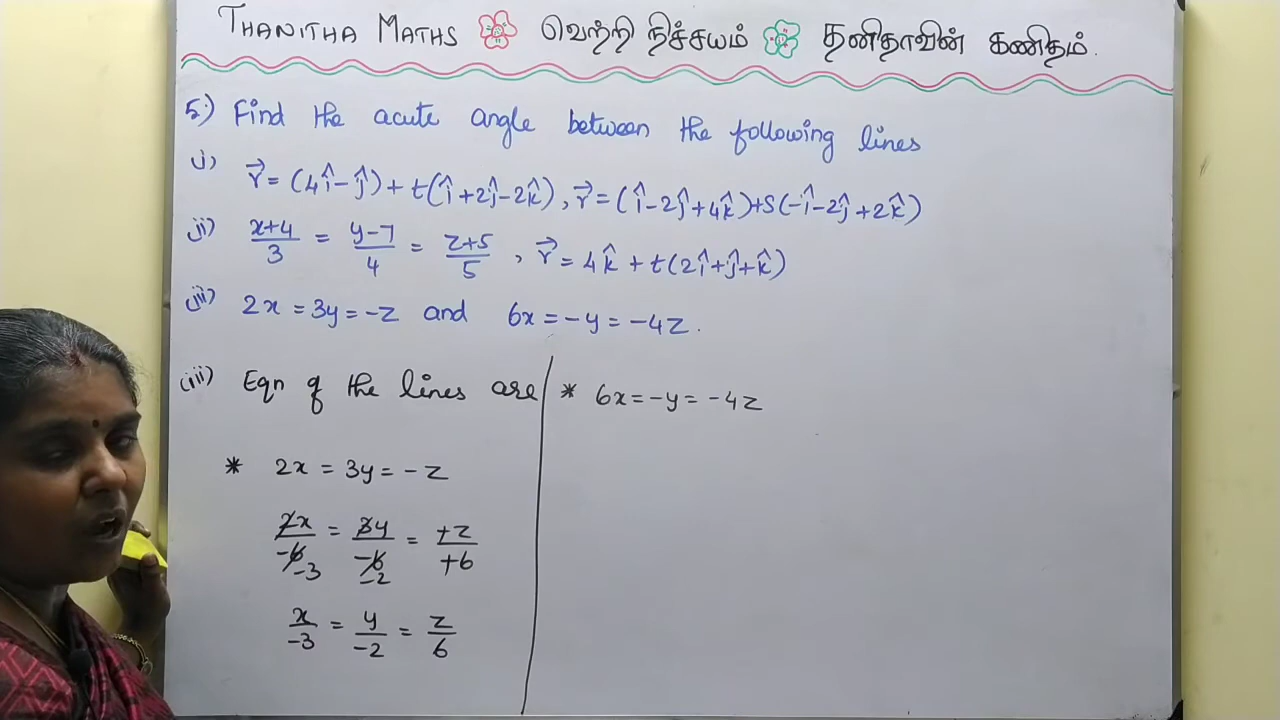 THANITHA MATHS வெற்றி நிச்சயம் தனிதாவின் கணிதம்.
5.) Find the acute angle between the following lines
i) r⃗ = (4î - ĵ) + t(î + 2ĵ - 2k̂), r⃗ = (î - 2ĵ + 4k̂) + s(-î - 2ĵ + 2k̂)
ii) (x+4)/3 = (y-7)/4 = (z+5)/5 , r⃗ = 4k̂ + t(2î + ĵ + k̂)
iii) 2x = 3y = -z and 6x = -y = -4z.
(iii) Eqn of the lines are
* 2x = 3y = -z
2x/-6 -3 = 3y/-6 -2 = +z/+6
x/-3 = y/-2 = z/6
* 6x = -y = -4z